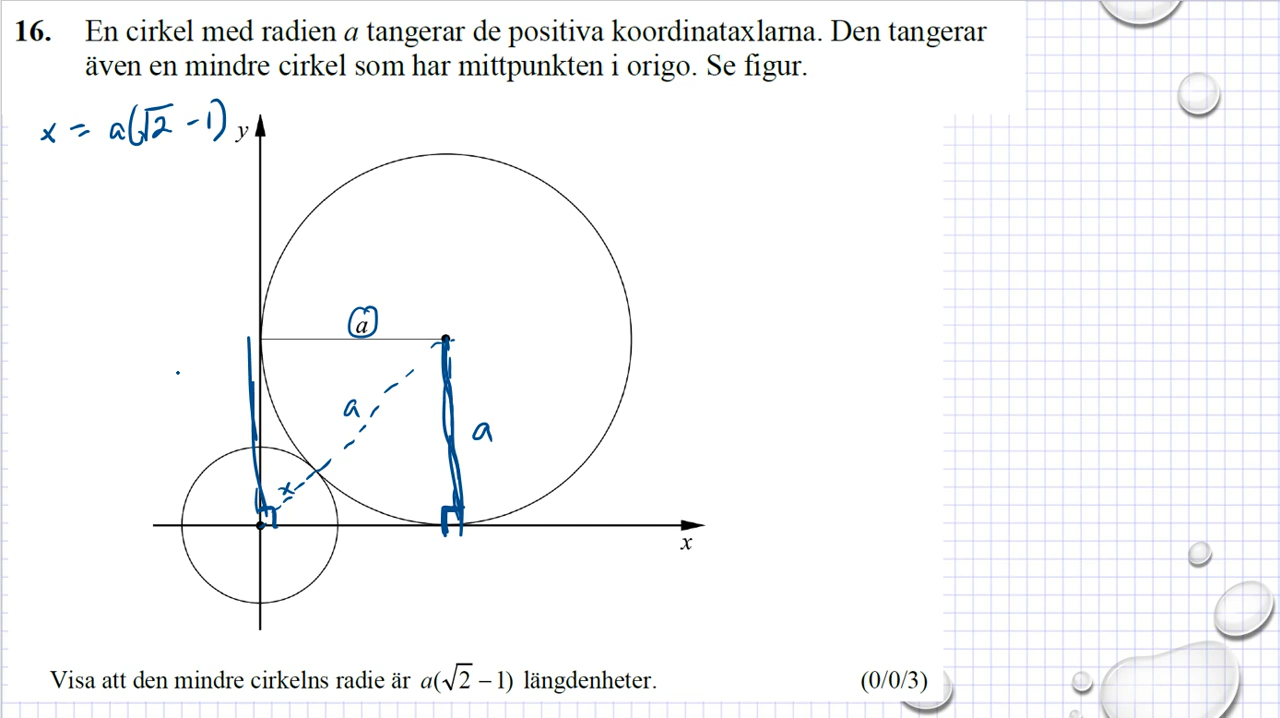 16. En cirkel med radien a tangerar de positiva koordinataxlarna. Den tangerar
även en mindre cirkel som har mittpunkten i origo. Se figur.
x = a(√2 - 1)
y
a
a
a
x
x
Visa att den mindre cirkelns radie är a(√2 − 1) längdenheter. (0/0/3)